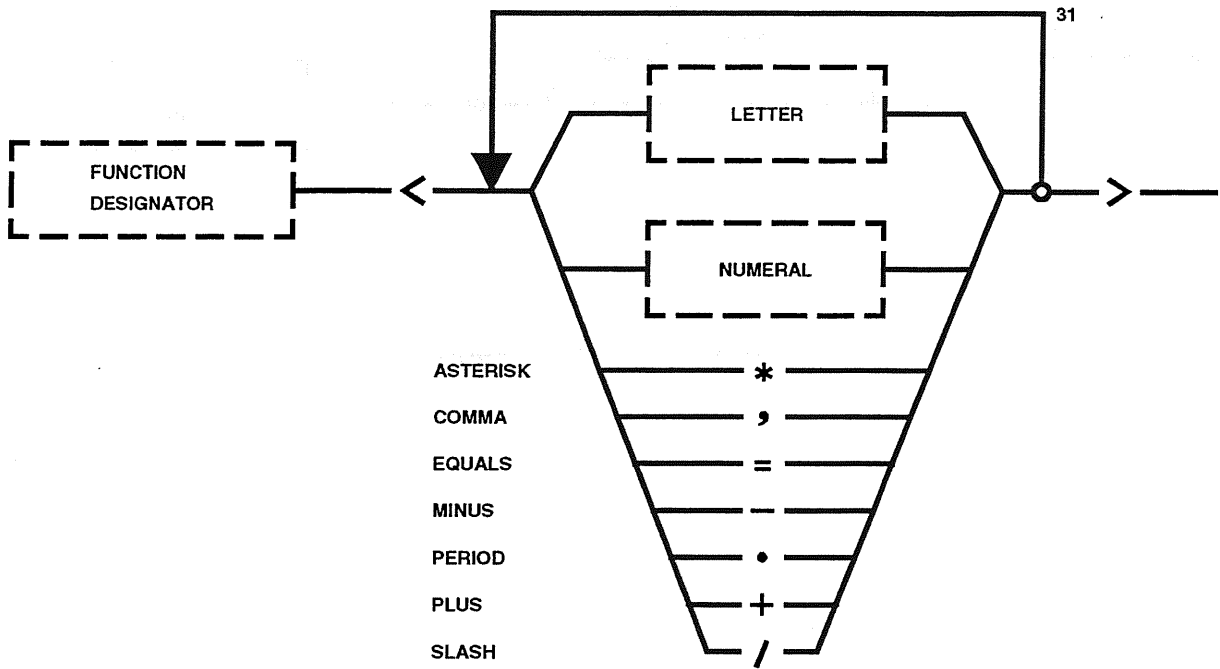 31
LETTER
FUNCTION
DESIGNATOR
<
>
NUMERAL
ASTERISK *
COMMA ,
EQUALS =
MINUS −
PERIOD .
PLUS +
SLASH /